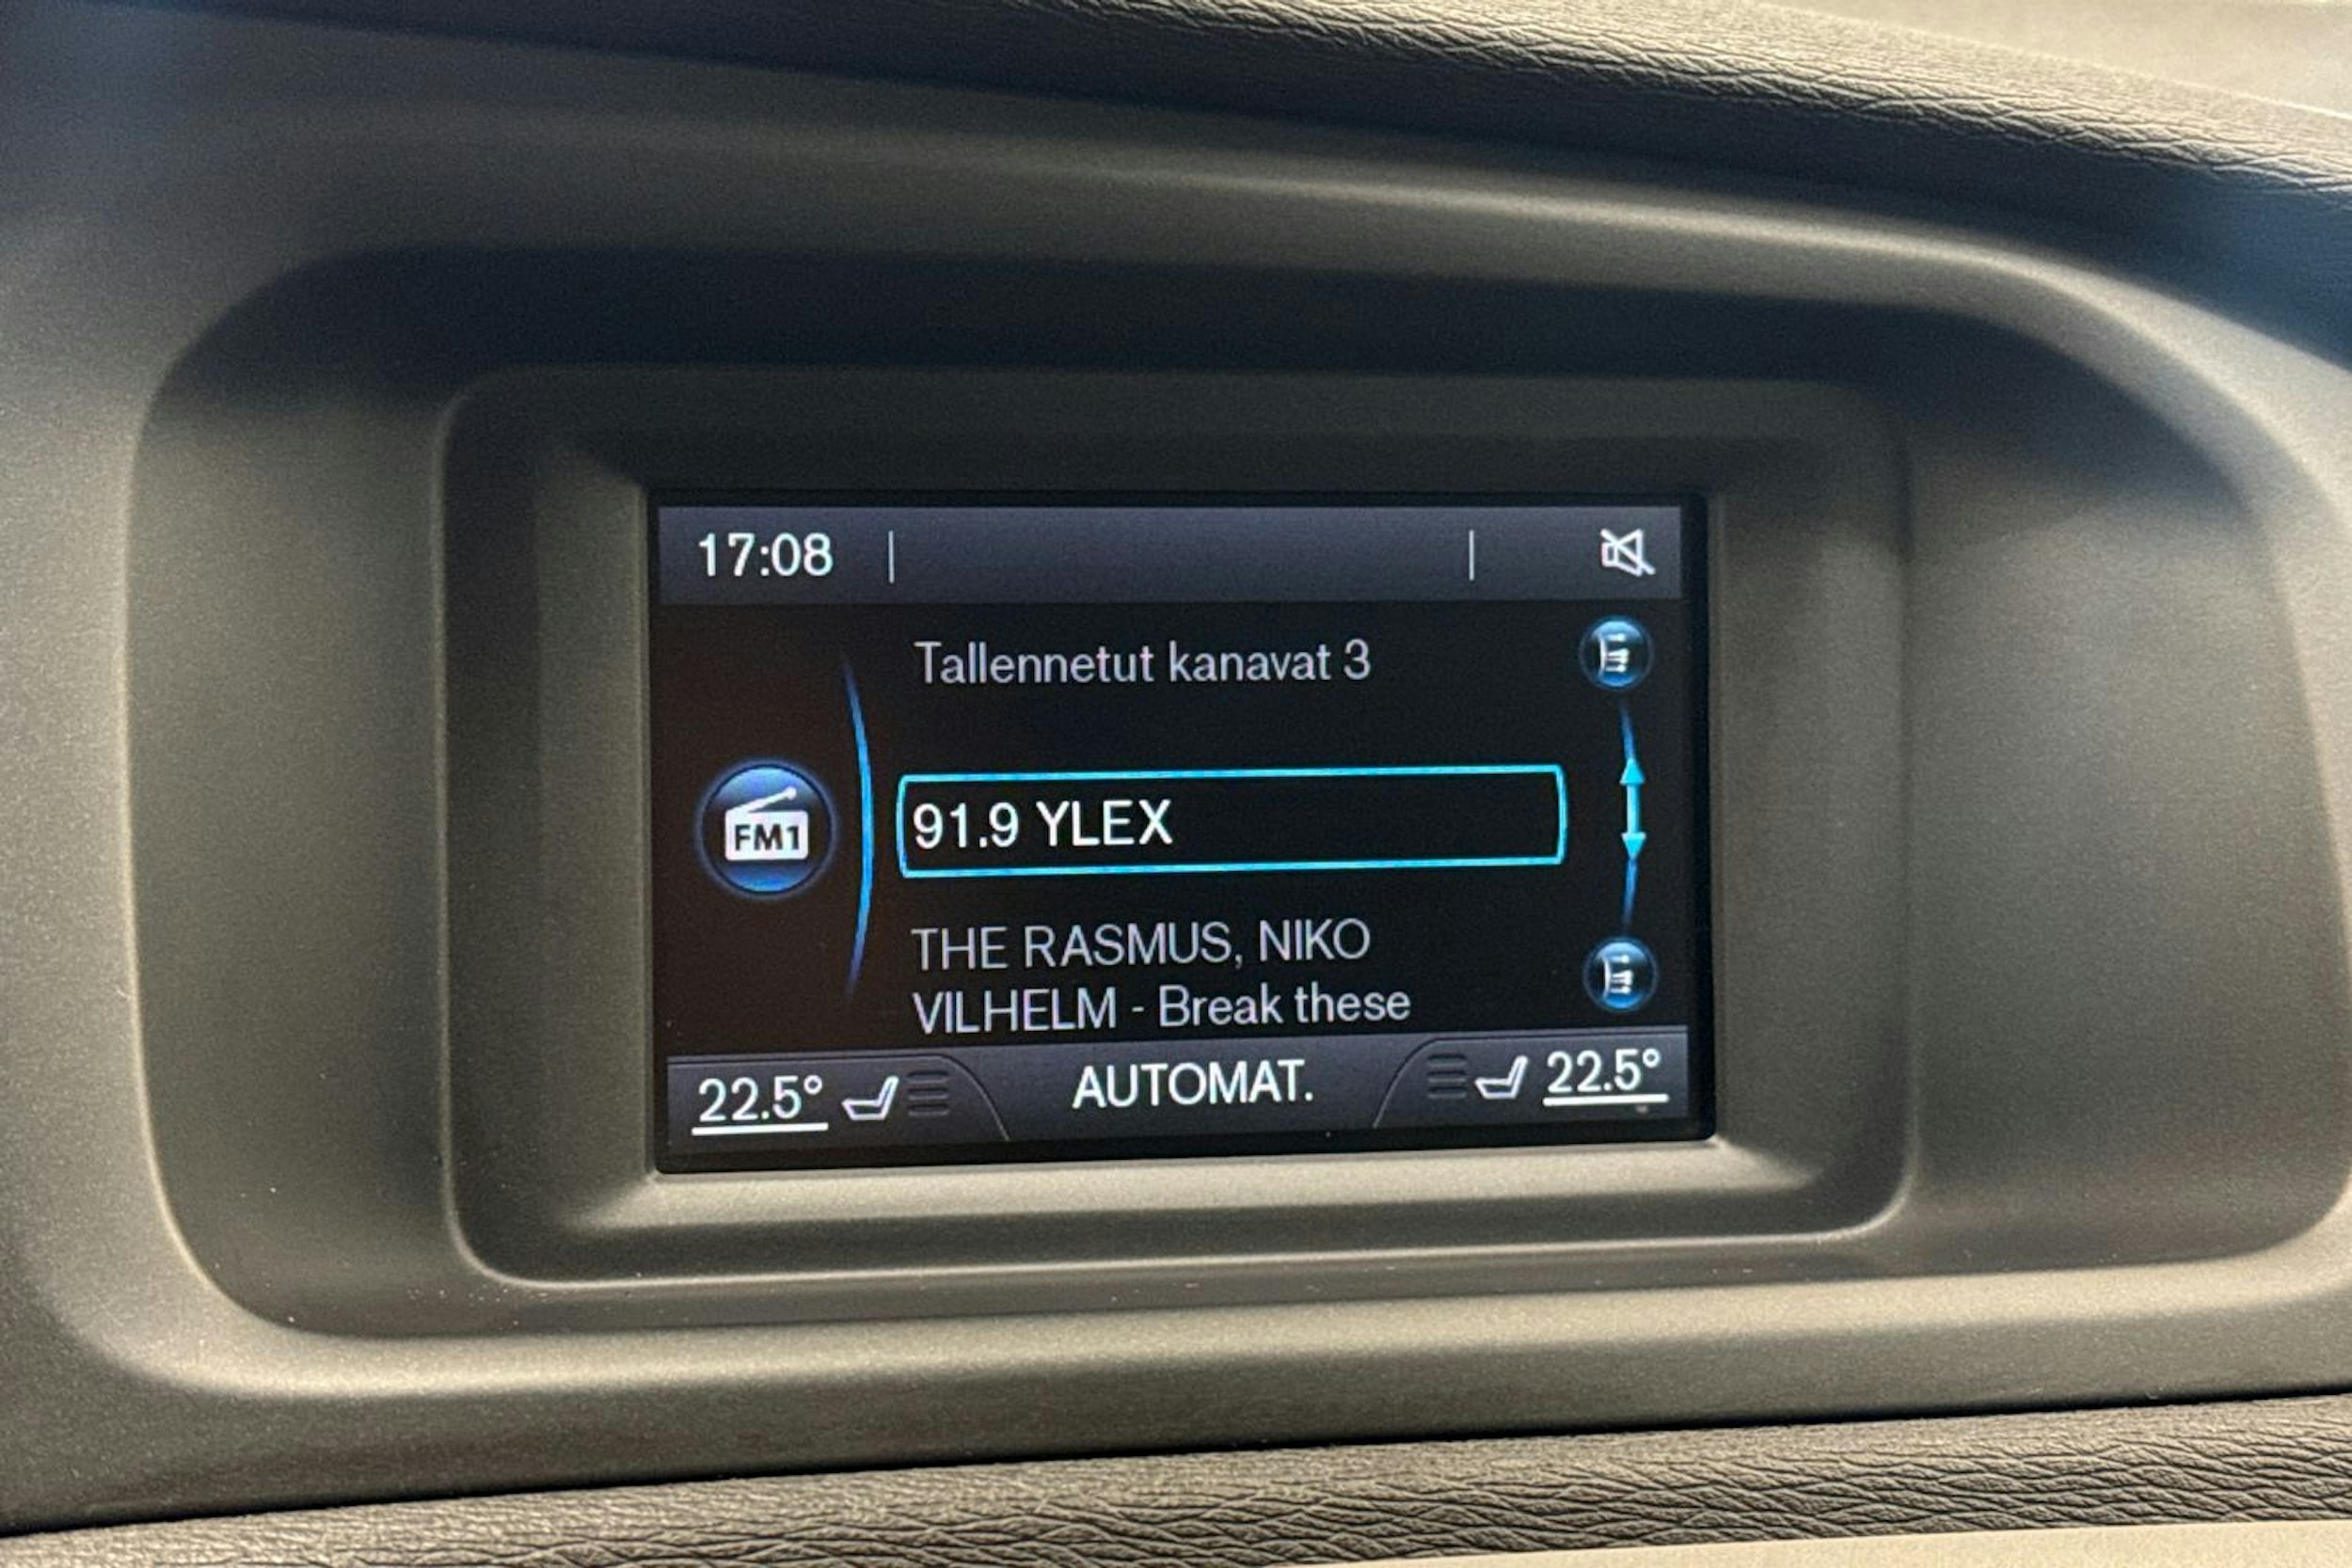 17:08
Tallennetut kanavat 3
FM1
91.9 YLEX
THE RASMUS, NIKO
VILHELM - Break these
22.5° AUTOMAT. 22.5°